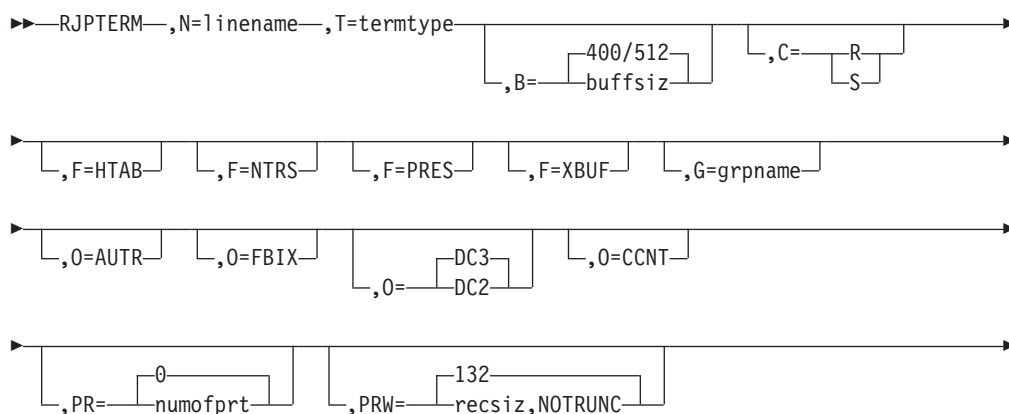 RJPTERM ,N=linename ,T=termtype
400/512 R
,B= buffsiz ,C= S
,F=HTAB ,F=NTRS ,F=PRES ,F=XBUF ,G=grpname
,O=AUTR ,O=FBIX DC3 ,O=CCNT
,O= DC2
0 132
,PR= numofprt ,PRW= recsiz,NOTRUNC